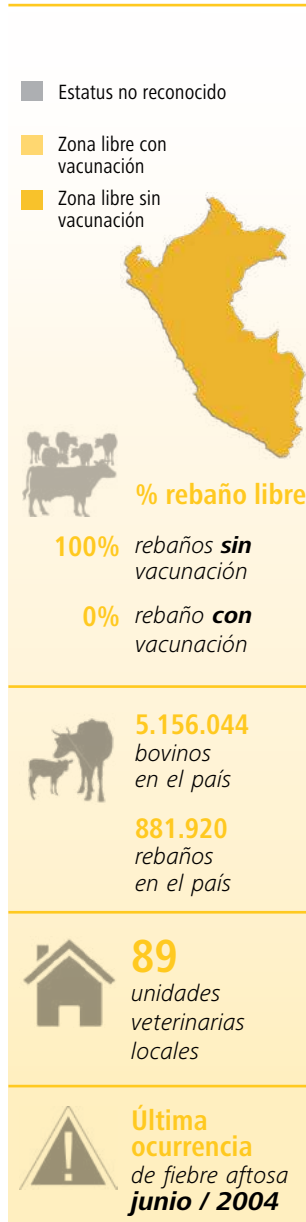 Estatus no reconocido
Zona libre con
vacunación
Zona libre sin
vacunación
% rebaño libre
100% rebaños sin
vacunación
0% rebaño con
vacunación
5.156.044
bovinos
en el país
881.920
rebaños
en el país
89
unidades
veterinarias
locales
Última
ocurrencia
de fiebre aftosa
junio / 2004